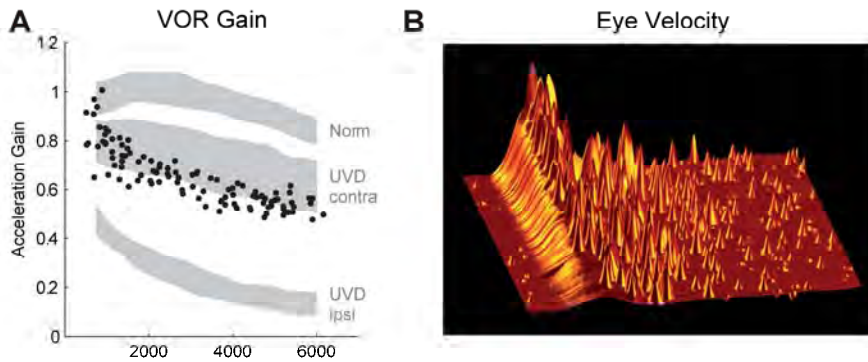 A VOR Gain
Acceleration Gain
1.2
1
0.8
0.6
0.4
0.2
0
2000 4000 6000
Norm
UVD
contra
UVD
ipsi
B Eye Velocity